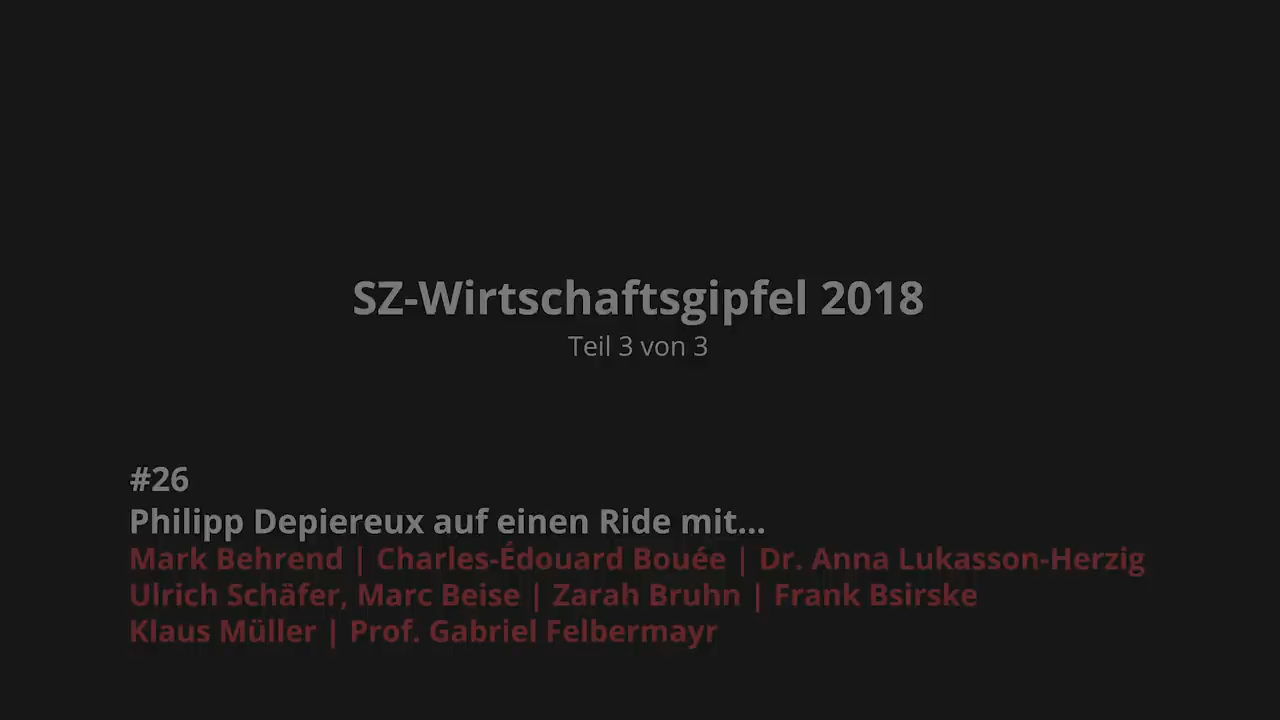 SZ-Wirtschaftsgipfel 2018
Teil 3 von 3
#26
Philipp Depiereux auf einen Ride mit...
Mark Behrend | Charles-Édouard Bouée | Dr. Anna Lukasson-Herzig
Ulrich Schäfer, Marc Beise | Zarah Bruhn | Frank Bsirske
Klaus Müller | Prof. Gabriel Felbermayr